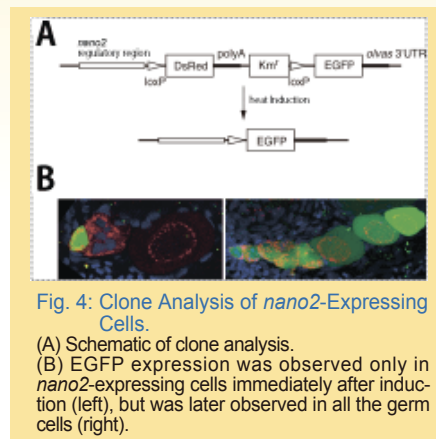 A
nano2
regulatory region
polyA
olvas 3'UTR
DsRed
Kmr
EGFP
loxP
loxP
heat Induction
EGFP
B
Fig. 4: Clone Analysis of nano2-Expressing
Cells.
(A) Schematic of clone analysis.
(B) EGFP expression was observed only in
nano2-expressing cells immediately after induc-
tion (left), but was later observed in all the germ
cells (right).